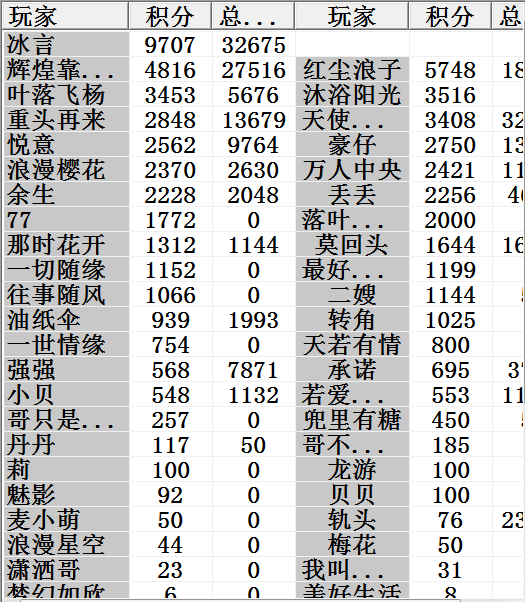 玩家 积分 总... 玩家 积分 总
冰言 9707 32675
辉煌靠... 4816 27516 红尘浪子 5748 18
叶落飞杨 3453 5676 沐浴阳光 3516
重头再来 2848 13679 天使... 3408 32
悦意 2562 9764 豪仔 2750 13
浪漫樱花 2370 2630 万人中央 2421 11
余生 2228 2048 丢丢 2256 40
77 1772 0 落叶... 2000
那时花开 1312 1144 莫回头 1644 16
一切随缘 1152 0 最好... 1199
往事随风 1066 0 二嫂 1144
油纸伞 939 1993 转角 1025
一世情缘 754 0 天若有情 800
强强 568 7871 承诺 695 37
小贝 548 1132 若爱... 553 11
哥只是... 257 0 兜里有糖 450
丹丹 117 50 哥不... 185
莉 100 0 龙游 100
魅影 92 0 贝贝 100
麦小萌 50 0 轨头 76 23
浪漫星空 44 0 梅花 50
潇洒哥 23 0 我叫... 31
梦幻如欣 6 0 美好生活 8